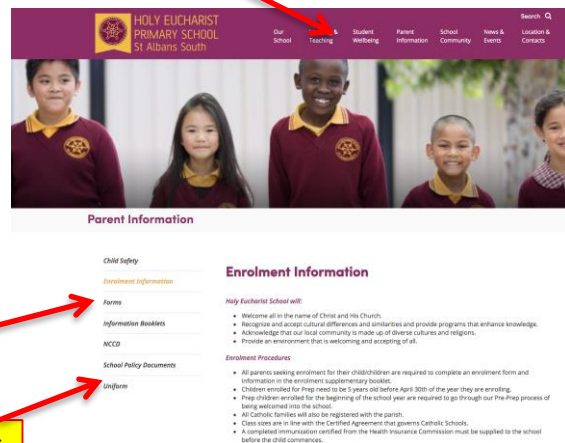 HOLY EUCHARIST
PRIMARY SCHOOL
St Albans South
Search
Our
School
&
Teaching
Student
Wellbeing
Parent
Information
School
Community
News &
Events
Location &
Contacts
Parent Information
Child Safety
Enrolment Information
Forms
Information Booklets
NCCD
School Policy Documents
Uniform
Enrolment Information
Holy Eucharist School will:
• Welcome all in the name of Christ and His Church.
• Recognize and accept cultural differences and similarities and provide programs that enhance knowledge.
• Acknowledge that our local community is made up of diverse cultures and religions.
• Provide an environment that is welcoming and accepting of all.
Enrolment Procedures
• All parents seeking enrolment for their child/children are required to complete an enrolment form and
information in the enrolment supplementary booklet.
• Children enrolled for Prep need to be 5 years old before April 30th of the year they are enrolling.
• Prep children enrolled for the beginning of the school year are required to go through our Pre-Prep process of
being welcomed into the school.
• All Catholic families will also be registered with the parish.
• Class sizes are in line with the Certified Agreement that governs Catholic Schools.
• A completed immunization certified from the Health Insurance Commission must be supplied to the school
before the child commences.